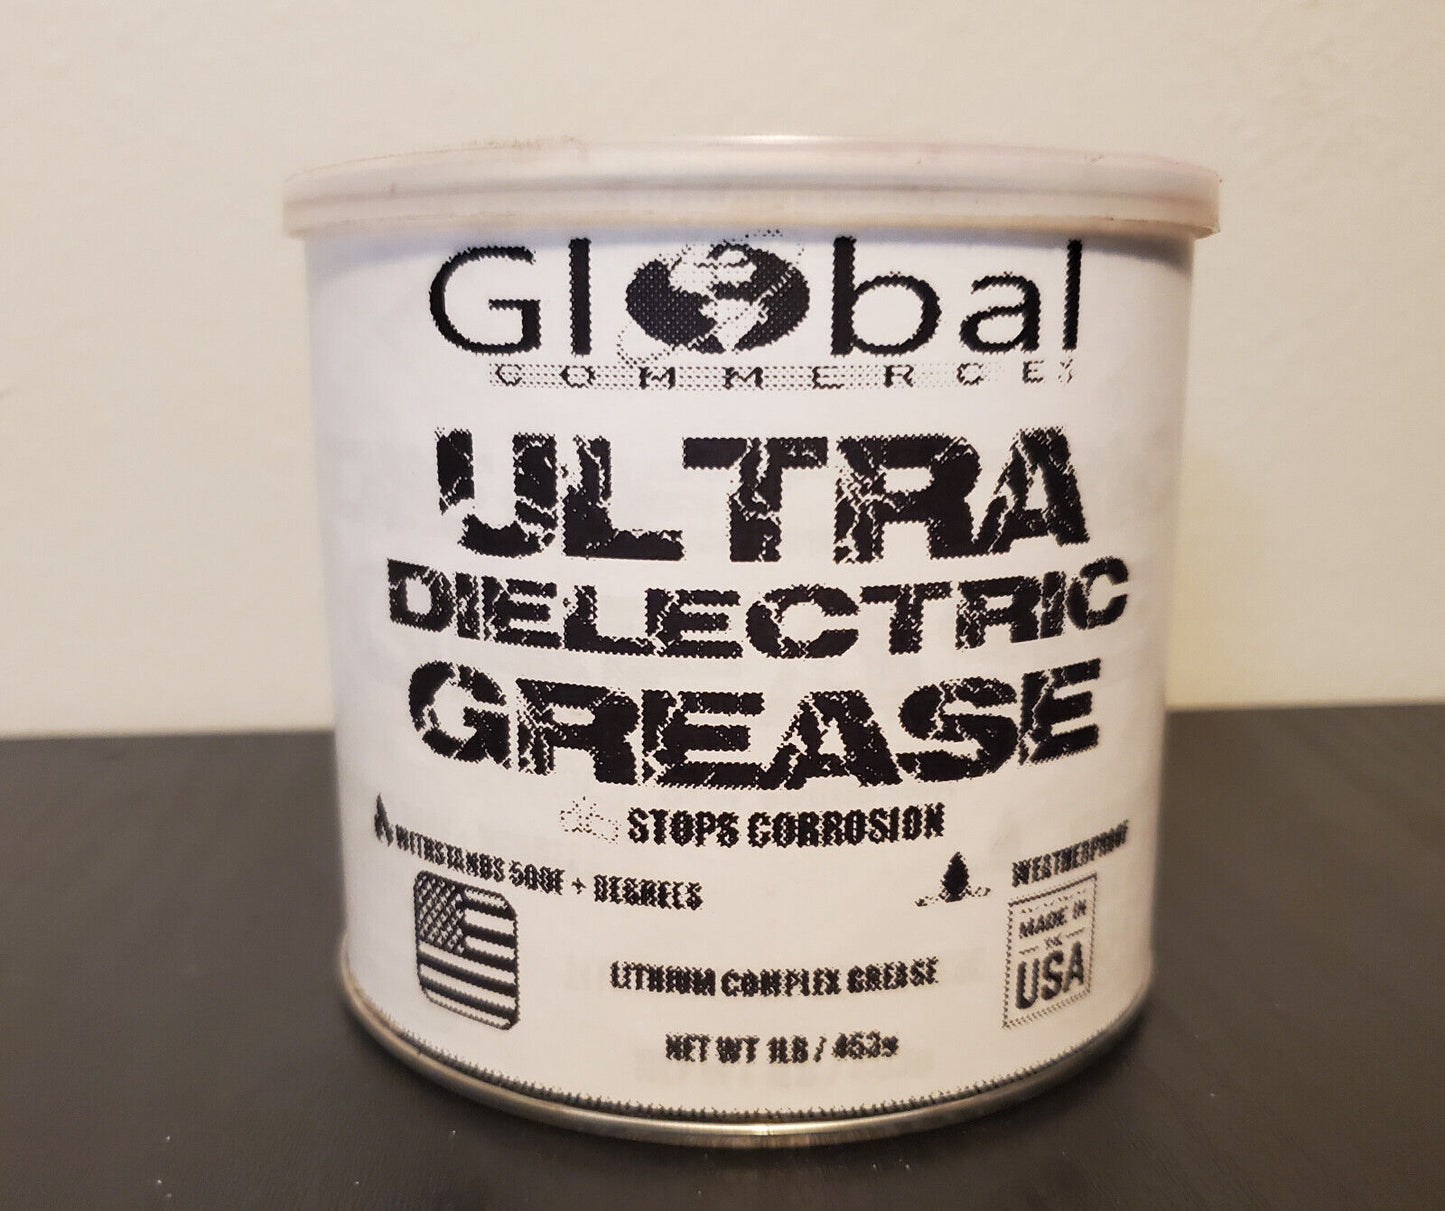 Global
COMMERCE
ULTRA
DIELECTRIC
GREASE
STOPS CORROSION
WITHSTANDS 500F + DEGREES
WEATHERPROOF
MADE IN
THE
USA
LITHIUM COMPLEX GREASE
NET WT 1LB / 453g